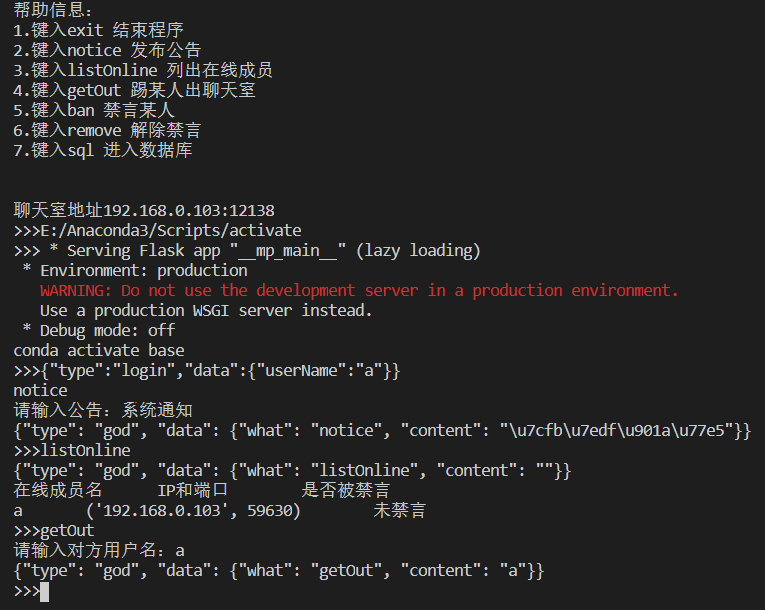 帮助信息：
1.键入exit 结束程序
2.键入notice 发布公告
3.键入listOnline 列出在线成员
4.键入getOut 踢某人出聊天室
5.键入ban 禁言某人
6.键入remove 解除禁言
7.键入sql 进入数据库
聊天室地址192.168.0.103:12138
>>>E:/Anaconda3/Scripts/activate
>>> * Serving Flask app "__mp_main__" (lazy loading)
 * Environment: production
   WARNING: Do not use the development server in a production environment.
   Use a production WSGI server instead.
 * Debug mode: off
conda activate base
>>>{"type":"login","data":{"userName":"a"}}
notice
请输入公告：系统通知
{"type": "god", "data": {"what": "notice", "content": "\u7cfb\u7edf\u901a\u77e5"}}
>>>listOnline
{"type": "god", "data": {"what": "listOnline", "content": ""}}
在线成员名      IP和端口        是否被禁言
a       ('192.168.0.103', 59630)        未禁言
>>>getOut
请输入对方用户名：a
{"type": "god", "data": {"what": "getOut", "content": "a"}}
>>>